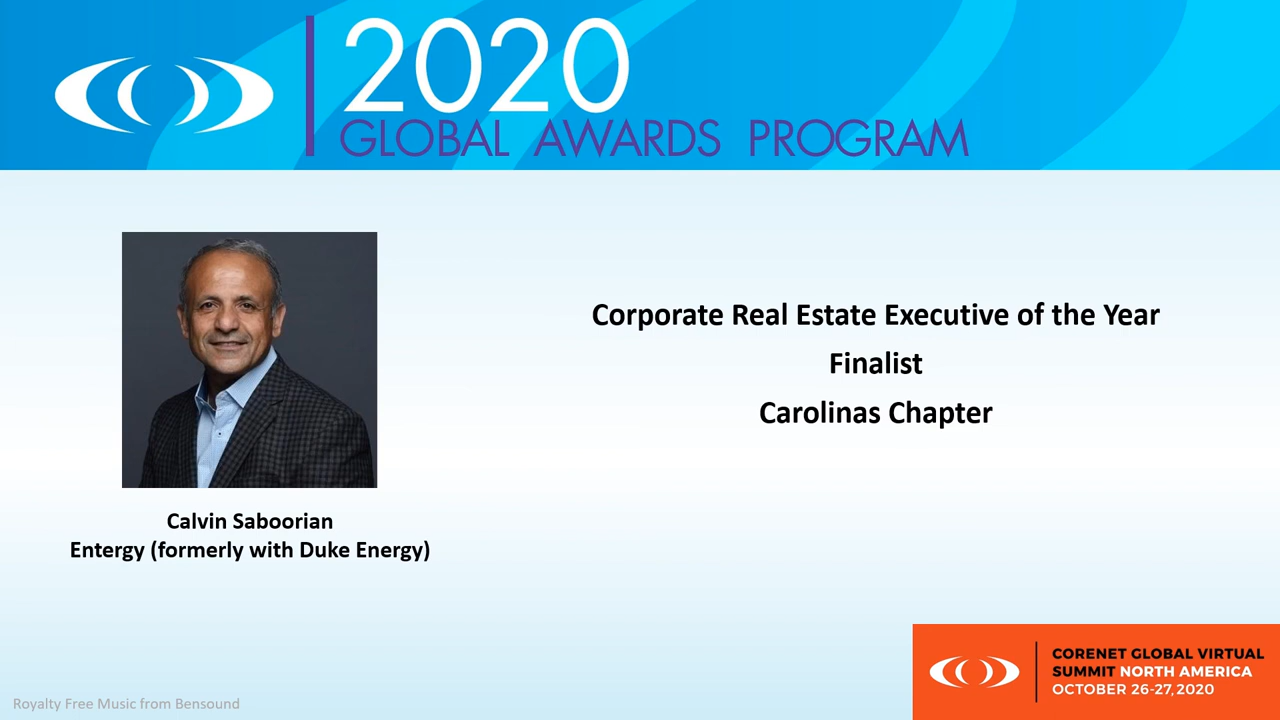 2020
GLOBAL AWARDS PROGRAM
Corporate Real Estate Executive of the Year
Finalist
Carolinas Chapter
Calvin Saboorian
Entergy (formerly with Duke Energy)
CORENET GLOBAL VIRTUAL
SUMMIT NORTH AMERICA
OCTOBER 26-27, 2020
Royalty Free Music from Bensound